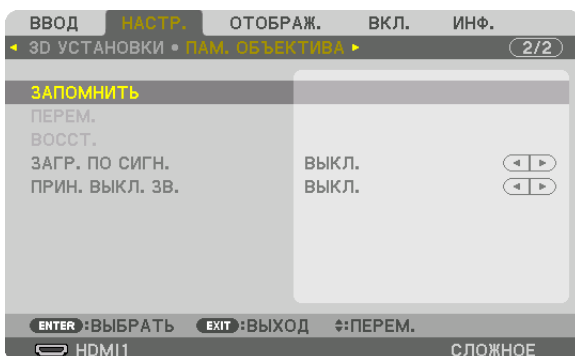 ВВОД НАСТР. ОТОБРАЖ. ВКЛ. ИНФ.
3D УСТАНОВКИ • ПАМ. ОБЪЕКТИВА 2/2
ЗАПОМНИТЬ
ПЕРЕМ.
ВОССТ.
ЗАГР. ПО СИГН. ВЫКЛ.
ПРИН. ВЫКЛ. ЗВ. ВЫКЛ.
ENTER :ВЫБРАТЬ EXIT :ВЫХОД :ПЕРЕМ.
HDMI1 СЛОЖНОЕ